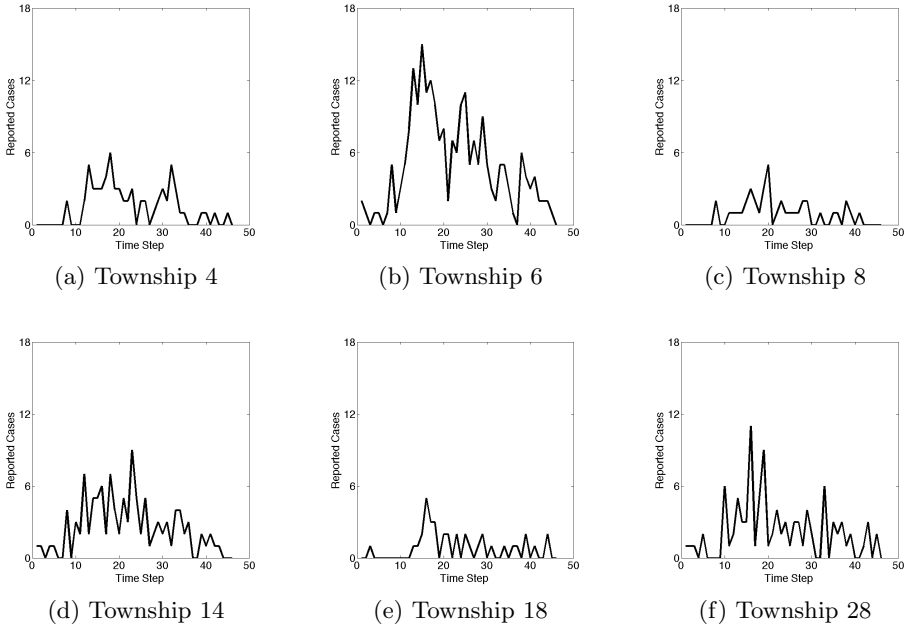 18
12
6
0
Reported Cases
0 10 20 30 40 50
Time Step
(a) Township 4
18
12
6
0
Reported Cases
0 10 20 30 40 50
Time Step
(b) Township 6
18
12
6
0
Reported Cases
0 10 20 30 40 50
Time Step
(c) Township 8
18
12
6
0
Reported Cases
0 10 20 30 40 50
Time Step
(d) Township 14
18
12
6
0
Reported Cases
0 10 20 30 40 50
Time Step
(e) Township 18
18
12
6
0
Reported Cases
0 10 20 30 40 50
Time Step
(f) Township 28